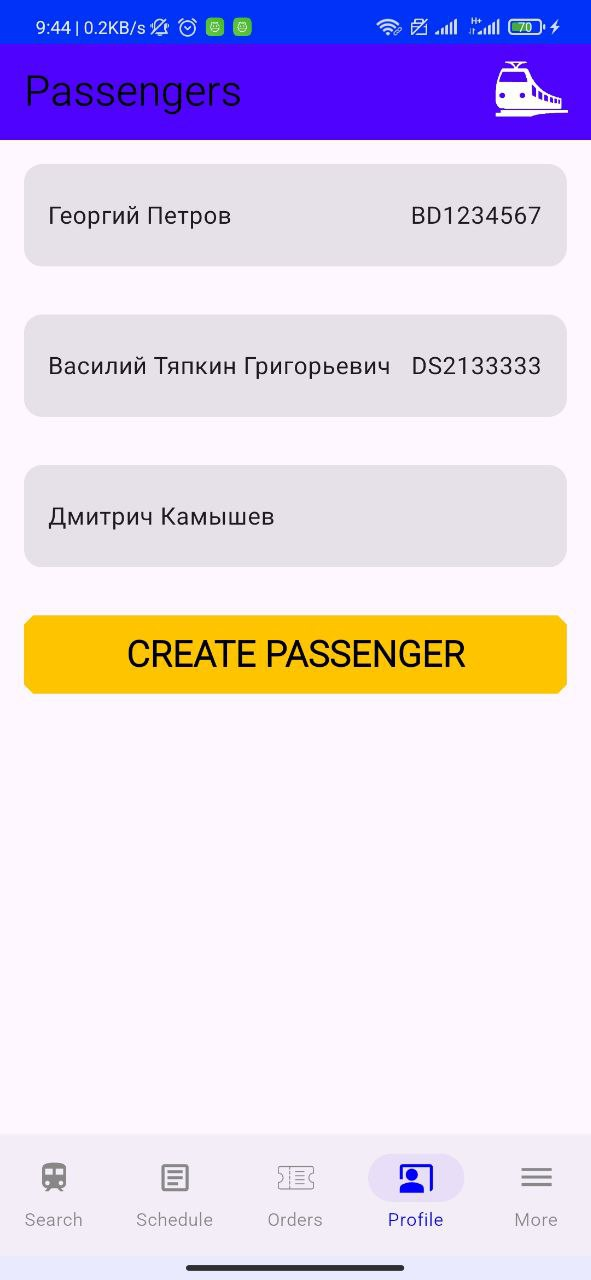 9:44 | 0.2KB/s H+ 70
Passengers
Георгий Петров BD1234567
Василий Тяпкин Григорьевич DS2133333
Дмитрич Камышев
CREATE PASSENGER
Search Schedule Orders Profile More